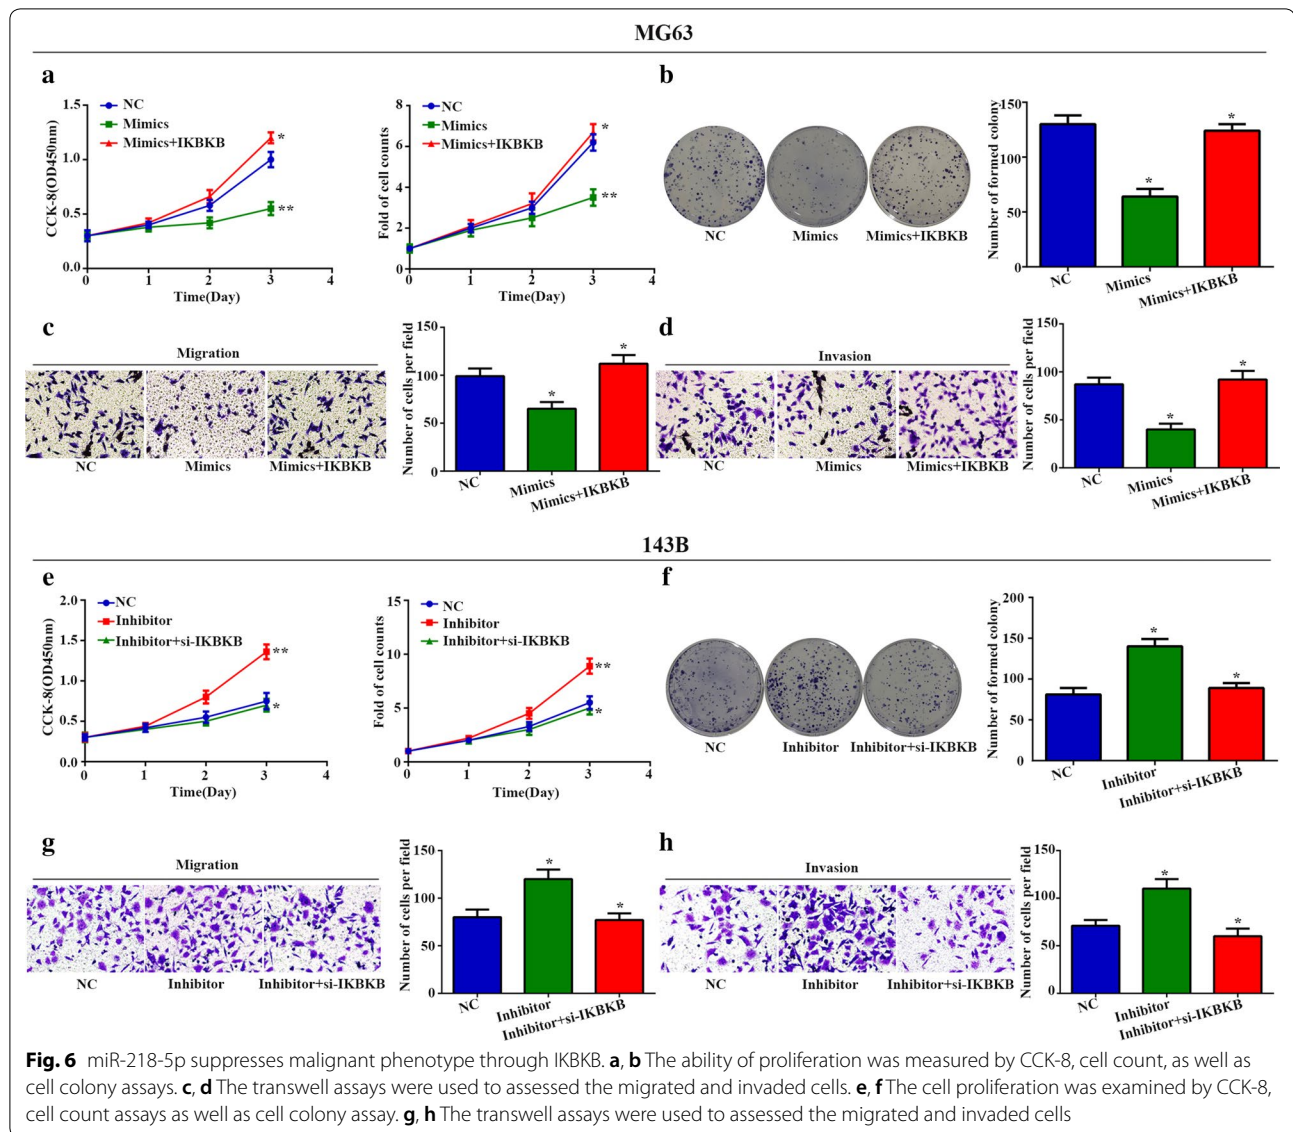 MG63
a
NC
Mimics
Mimics+IKBKB
CCK-8(OD450nm)
1.5
1.0
0.5
0.0
*
**
0 1 2 3 4
Time(Day)
NC
Mimics
Mimics+IKBKB
Fold of cell counts
8
6
4
2
0
*
**
0 1 2 3 4
Time(Day)
b
NC Mimics Mimics+IKBKB
Number of formed colony
150
100
50
0
* *
NC Mimics Mimics+IKBKB
c
Migration
NC Mimics Mimics+IKBKB
Number of cells per field
150
100
50
0
* *
NC Mimics Mimics+IKBKB
d
Invasion
NC Mimics Mimics+IKBKB
Number of cells per field
150
100
50
0
* *
NC Mimics Mimics+IKBKB
143B
e
NC
Inhibitor
Inhibitor+si-IKBKB
CCK-8(OD450nm)
2.0
1.5
1.0
0.5
0.0
**
*
0 1 2 3 4
Time(Day)
NC
Inhibitor
Inhibitor+si-IKBKB
Fold of cell counts
15
10
5
0
**
*
0 1 2 3 4
Time(Day)
f
NC Inhibitor Inhibitor+si-IKBKB
Number of formed colony
200
150
100
50
0
* *
NC Inhibitor Inhibitor+si-IKBKB
g
Migration
NC Inhibitor Inhibitor+si-IKBKB
Number of cells per field
150
100
50
0
* *
NC Inhibitor Inhibitor+si-IKBKB
h
Invasion
NC Inhibitor Inhibitor+si-IKBKB
Number of cells per field
150
100
50
0
* *
NC Inhibitor Inhibitor+si-IKBKB
Fig. 6 miR-218-5p suppresses malignant phenotype through IKBKB. a, b The ability of proliferation was measured by CCK-8, cell count, as well as
cell colony assays. c, d The transwell assays were used to assessed the migrated and invaded cells. e, f The cell proliferation was examined by CCK-8,
cell count assays as well as cell colony assay. g, h The transwell assays were used to assessed the migrated and invaded cells